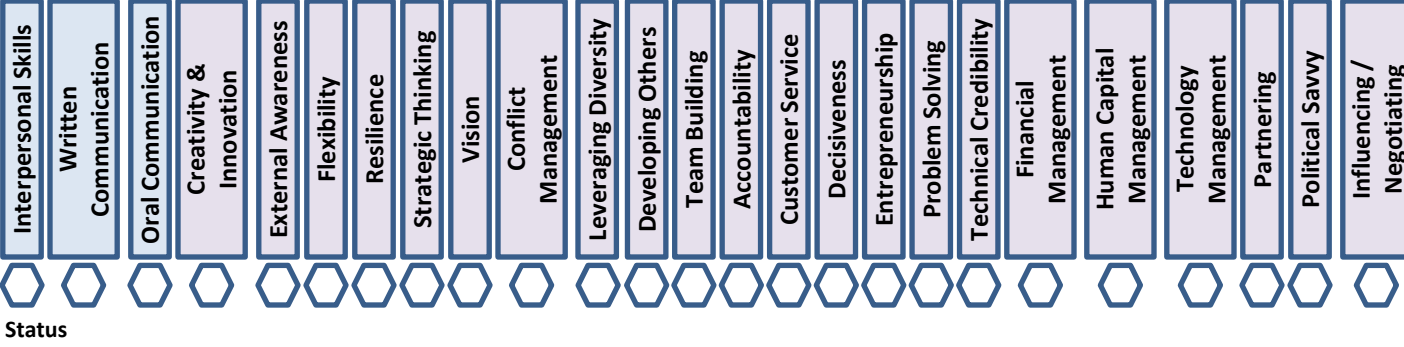 Interpersonal Skills
Written
Communication
Oral Communication
Creativity &
Innovation
External Awareness
Flexibility
Resilience
Strategic Thinking
Vision
Conflict
Management
Leveraging Diversity
Developing Others
Team Building
Accountability
Customer Service
Decisiveness
Entrepreneurship
Problem Solving
Technical Credibility
Financial
Management
Human Capital
Management
Technology
Management
Partnering
Political Savvy
Influencing /
Negotiating
Status